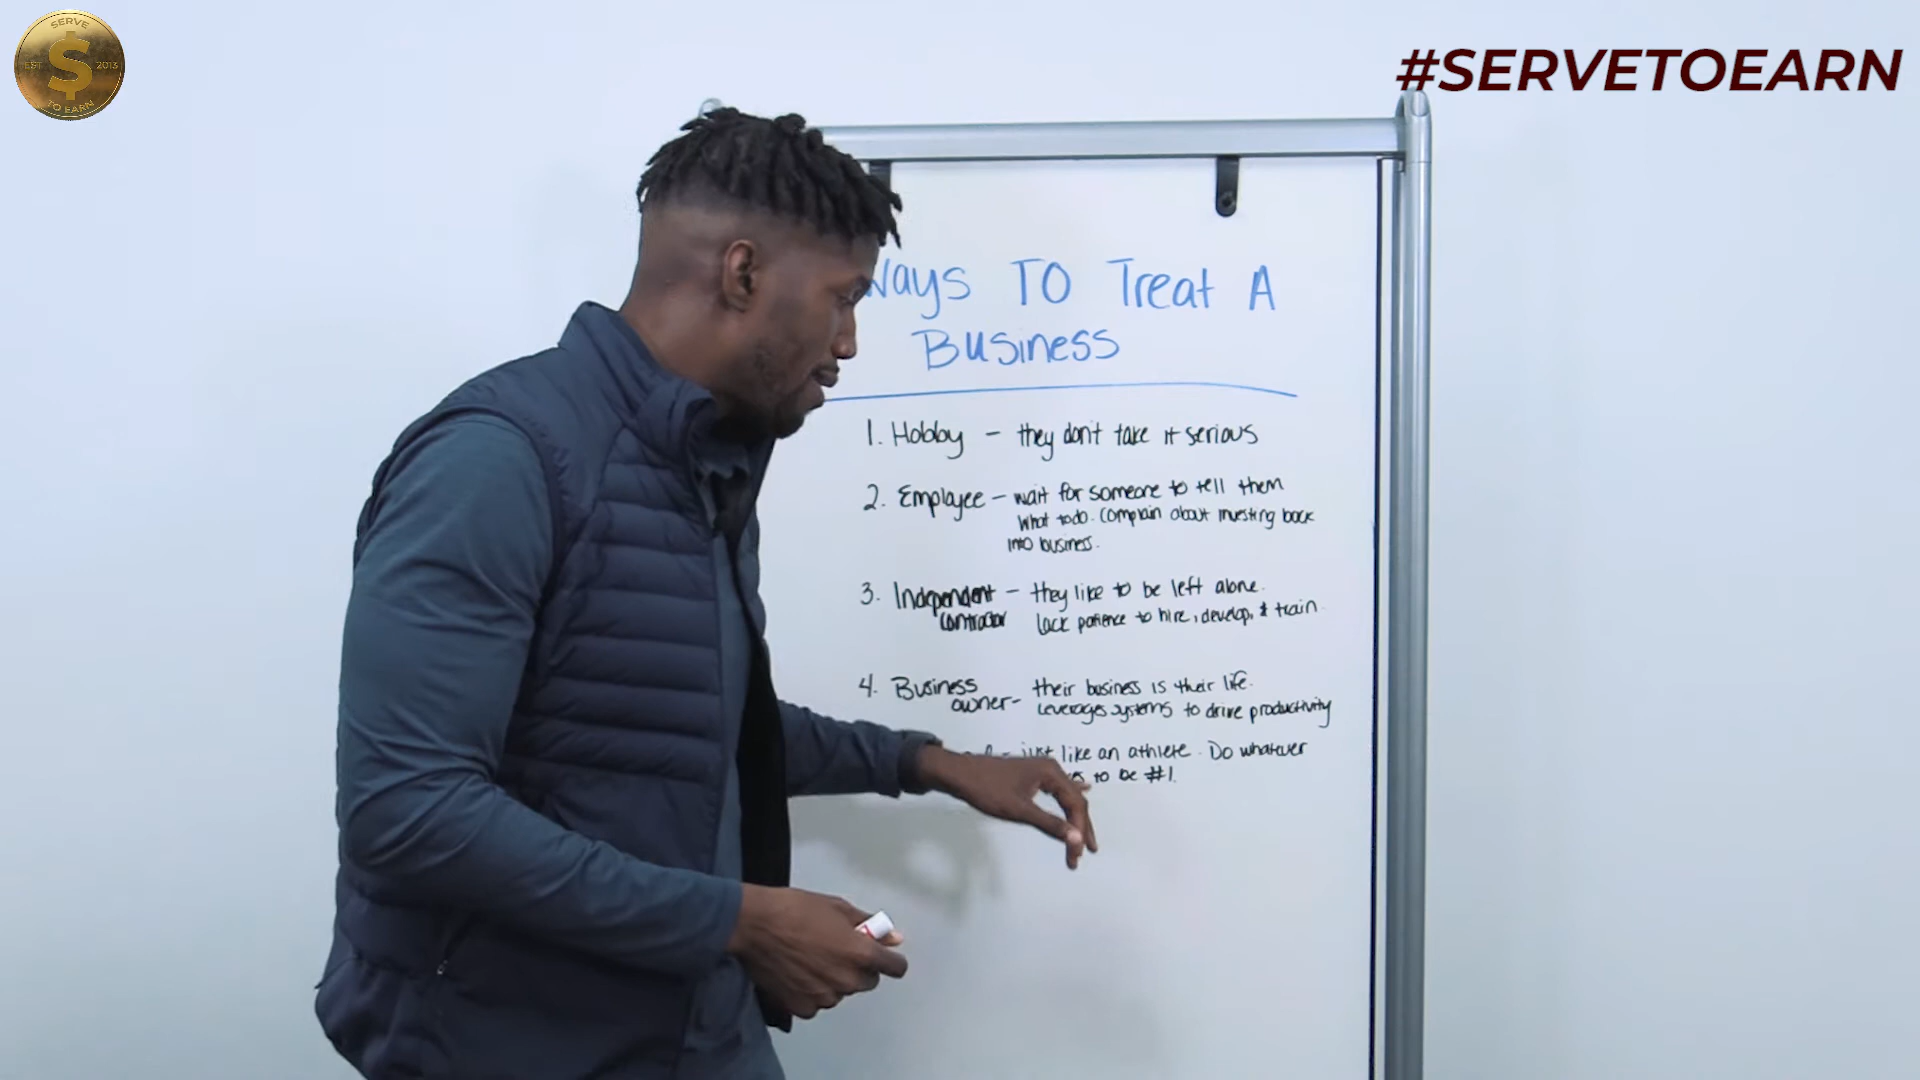 SERVE
EST. 2013
TO EARN
#SERVETOEARN
Ways TO Treat A
Business
1. Hobby – they don't take it serious
2. Employee – wait for someone to tell them
what to do. Complain about investing back
into business.
3. Independent – they like to be left alone.
contractor lack patience to hire, develop, & train
4. Business their business is their life.
owner – Leverages systems to drive productivity
– just like an athlete. Do whatever
to be #1.